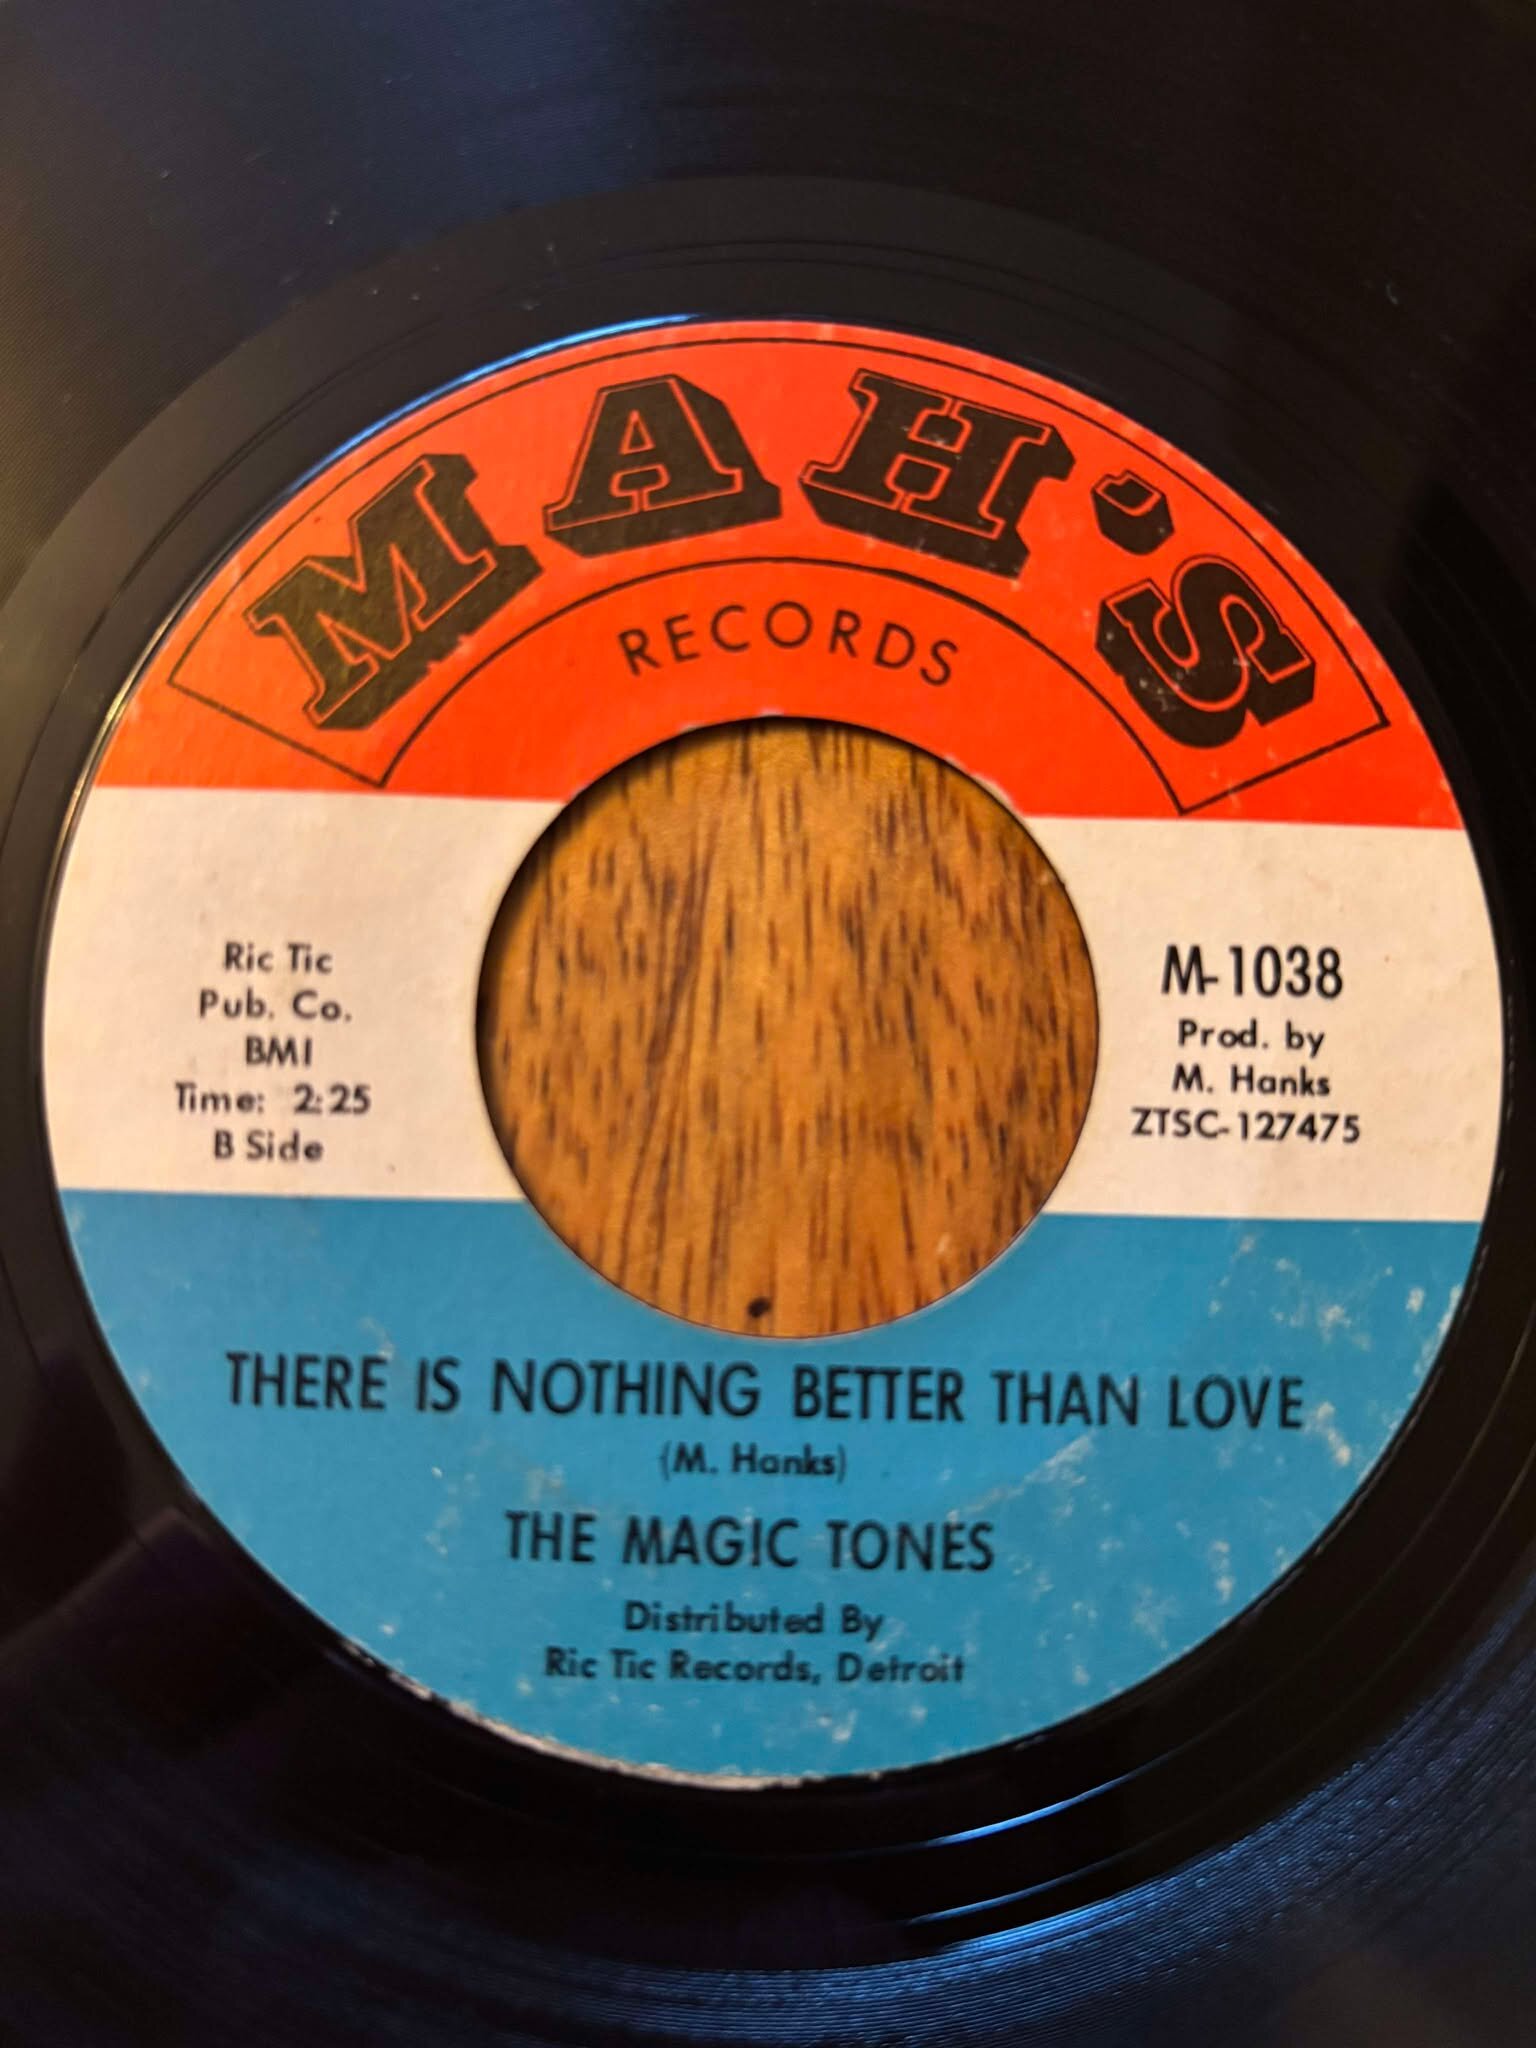 MAH'S
RECORDS
Ric Tic
Pub. Co.
BMI
Time: 2:25
B Side
M-1038
Prod. by
M. Hanks
ZTSC-127475
THERE IS NOTHING BETTER THAN LOVE
(M. Hanks)
THE MAGIC TONES
Distributed By
Ric Tic Records, Detroit